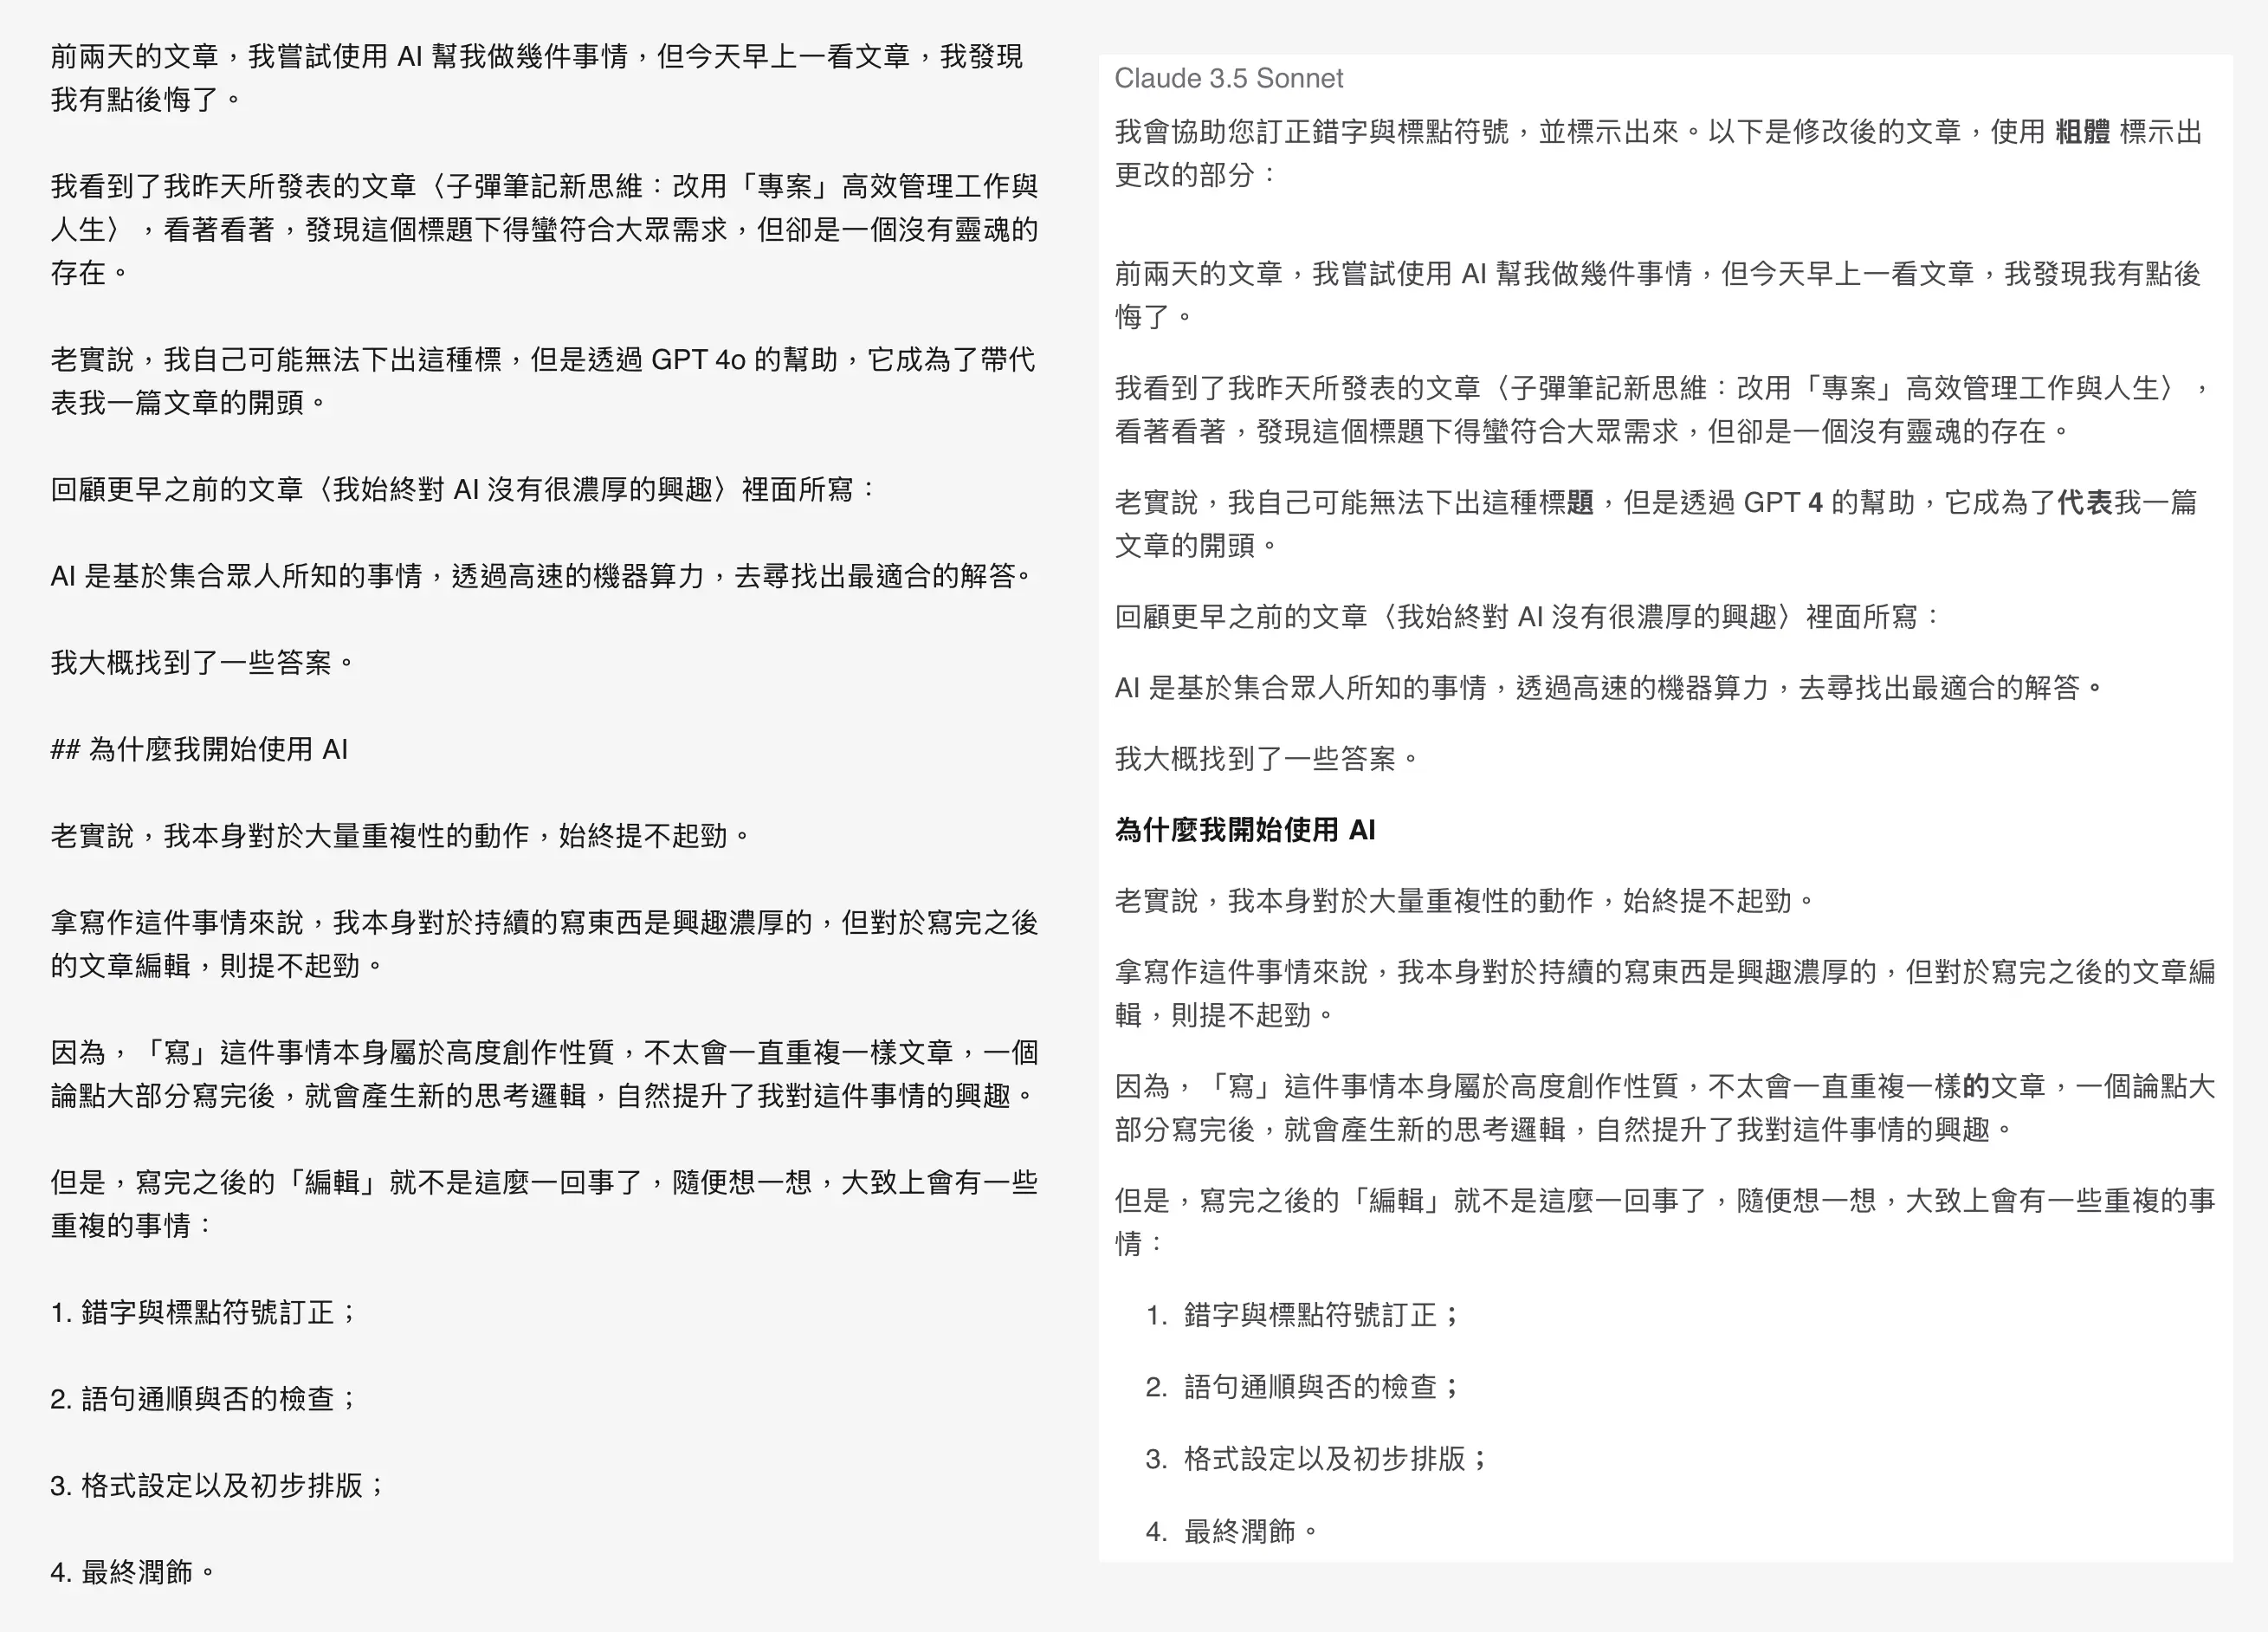 前兩天的文章，我嘗試使用 AI 幫我做幾件事情，但今天早上一看文章，我發現
我有點後悔了。
我看到了我昨天所發表的文章〈子彈筆記新思維：改用「專案」高效管理工作與
人生〉，看著看著，發現這個標題下得蠻符合大眾需求，但卻是一個沒有靈魂的
存在。
老實說，我自己可能無法下出這種標，但是透過 GPT 4o 的幫助，它成為了帶代
表我一篇文章的開頭。
回顧更早之前的文章〈我始終對 AI 沒有很濃厚的興趣〉裡面所寫：
AI 是基於集合眾人所知的事情，透過高速的機器算力，去尋找出最適合的解答。
我大概找到了一些答案。
## 為什麼我開始使用 AI
老實說，我本身對於大量重複性的動作，始終提不起勁。
拿寫作這件事情來說，我本身對於持續的寫東西是興趣濃厚的，但對於寫完之後
的文章編輯，則提不起勁。
因為，「寫」這件事情本身屬於高度創作性質，不太會一直重複一樣文章，一個
論點大部分寫完後，就會產生新的思考邏輯，自然提升了我對這件事情的興趣。
但是，寫完之後的「編輯」就不是這麼一回事了，隨便想一想，大致上會有一些
重複的事情：
1. 錯字與標點符號訂正；
2. 語句通順與否的檢查；
3. 格式設定以及初步排版；
4. 最終潤飾。
Claude 3.5 Sonnet
我會協助您訂正錯字與標點符號，並標示出來。以下是修改後的文章，使用 粗體 標示出
更改的部分：
前兩天的文章，我嘗試使用 AI 幫我做幾件事情，但今天早上一看文章，我發現我有點後
悔了。
我看到了我昨天所發表的文章〈子彈筆記新思維：改用「專案」高效管理工作與人生〉，
看著看著，發現這個標題下得蠻符合大眾需求，但卻是一個沒有靈魂的存在。
老實說，我自己可能無法下出這種標題，但是透過 GPT 4 的幫助，它成為了代表我一篇
文章的開頭。
回顧更早之前的文章〈我始終對 AI 沒有很濃厚的興趣〉裡面所寫：
AI 是基於集合眾人所知的事情，透過高速的機器算力，去尋找出最適合的解答。
我大概找到了一些答案。
為什麼我開始使用 AI
老實說，我本身對於大量重複性的動作，始終提不起勁。
拿寫作這件事情來說，我本身對於持續的寫東西是興趣濃厚的，但對於寫完之後的文章編
輯，則提不起勁。
因為，「寫」這件事情本身屬於高度創作性質，不太會一直重複一樣的文章，一個論點大
部分寫完後，就會產生新的思考邏輯，自然提升了我對這件事情的興趣。
但是，寫完之後的「編輯」就不是這麼一回事了，隨便想一想，大致上會有一些重複的事
情：
1. 錯字與標點符號訂正；
2. 語句通順與否的檢查；
3. 格式設定以及初步排版；
4. 最終潤飾。